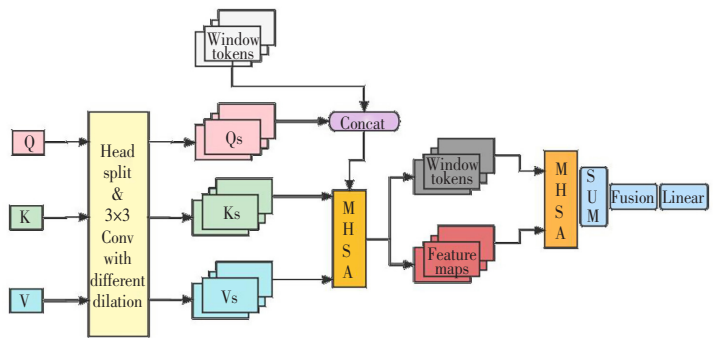 Window
tokens
Q
K
V
Head
split
&
3×3
Conv
with
different
dilation
Qs
Ks
Vs
Concat
M
H
S
A
Window
tokens
Feature
maps
M
H
S
A
S
U
M
Fusion
Linear